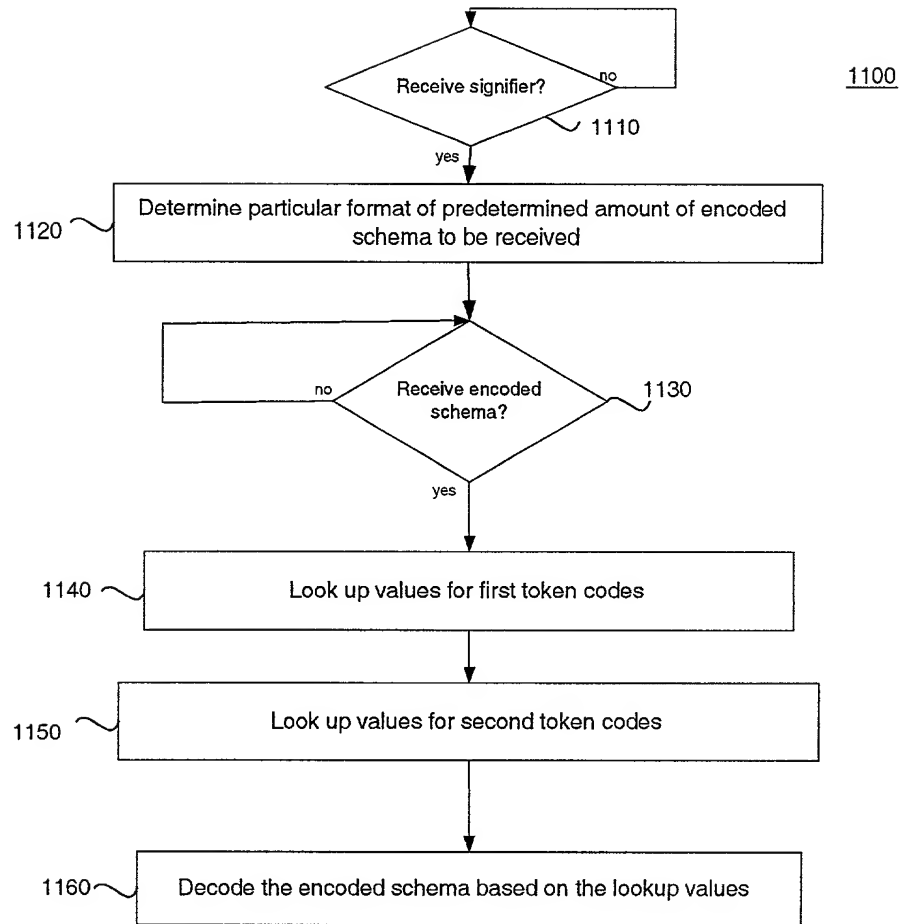 Receive signifier?
no
1100
1110
yes
Determine particular format of predetermined amount of encoded
schema to be received
1120
no
Receive encoded
schema?
1130
yes
1140
Look up values for first token codes
1150
Look up values for second token codes
1160
Decode the encoded schema based on the lookup values